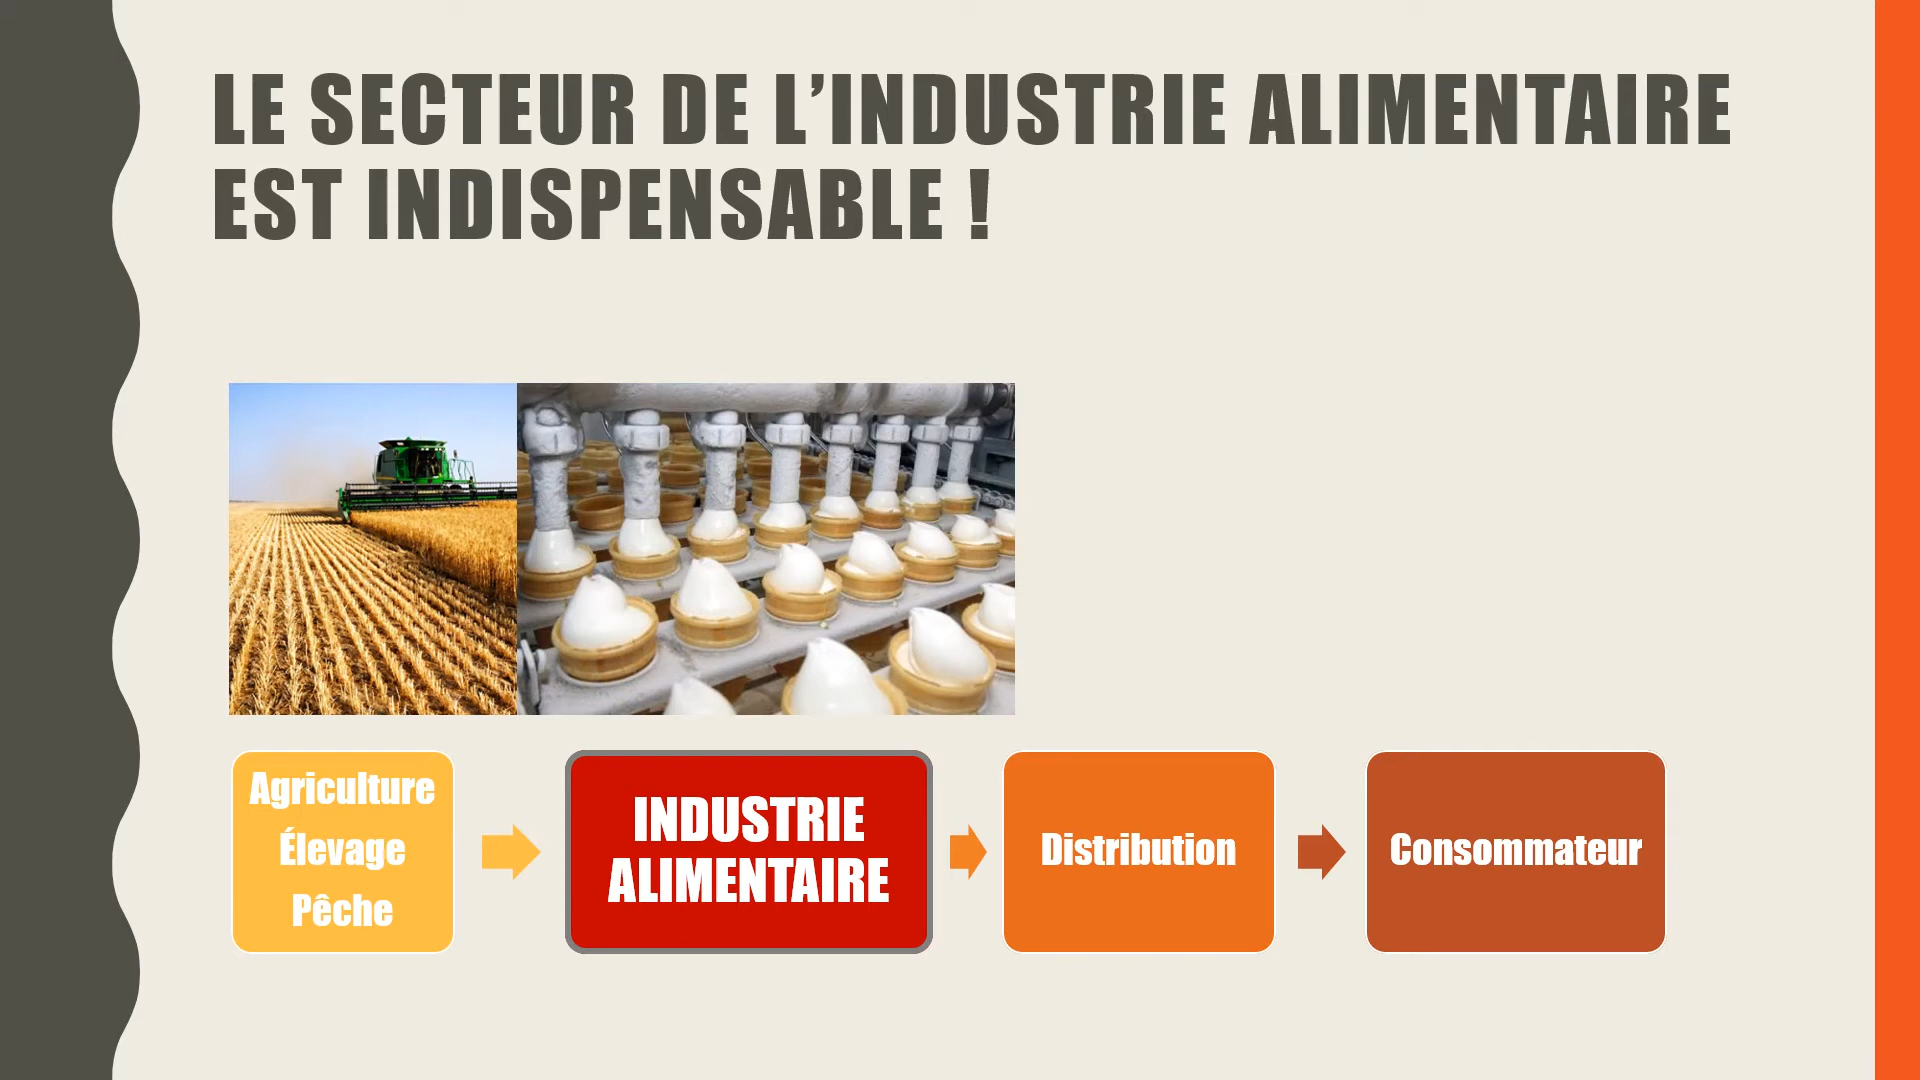 LE SECTEUR DE L’INDUSTRIE ALIMENTAIRE
EST INDISPENSABLE !
Agriculture
Élevage
Pêche
INDUSTRIE
ALIMENTAIRE
Distribution
Consommateur